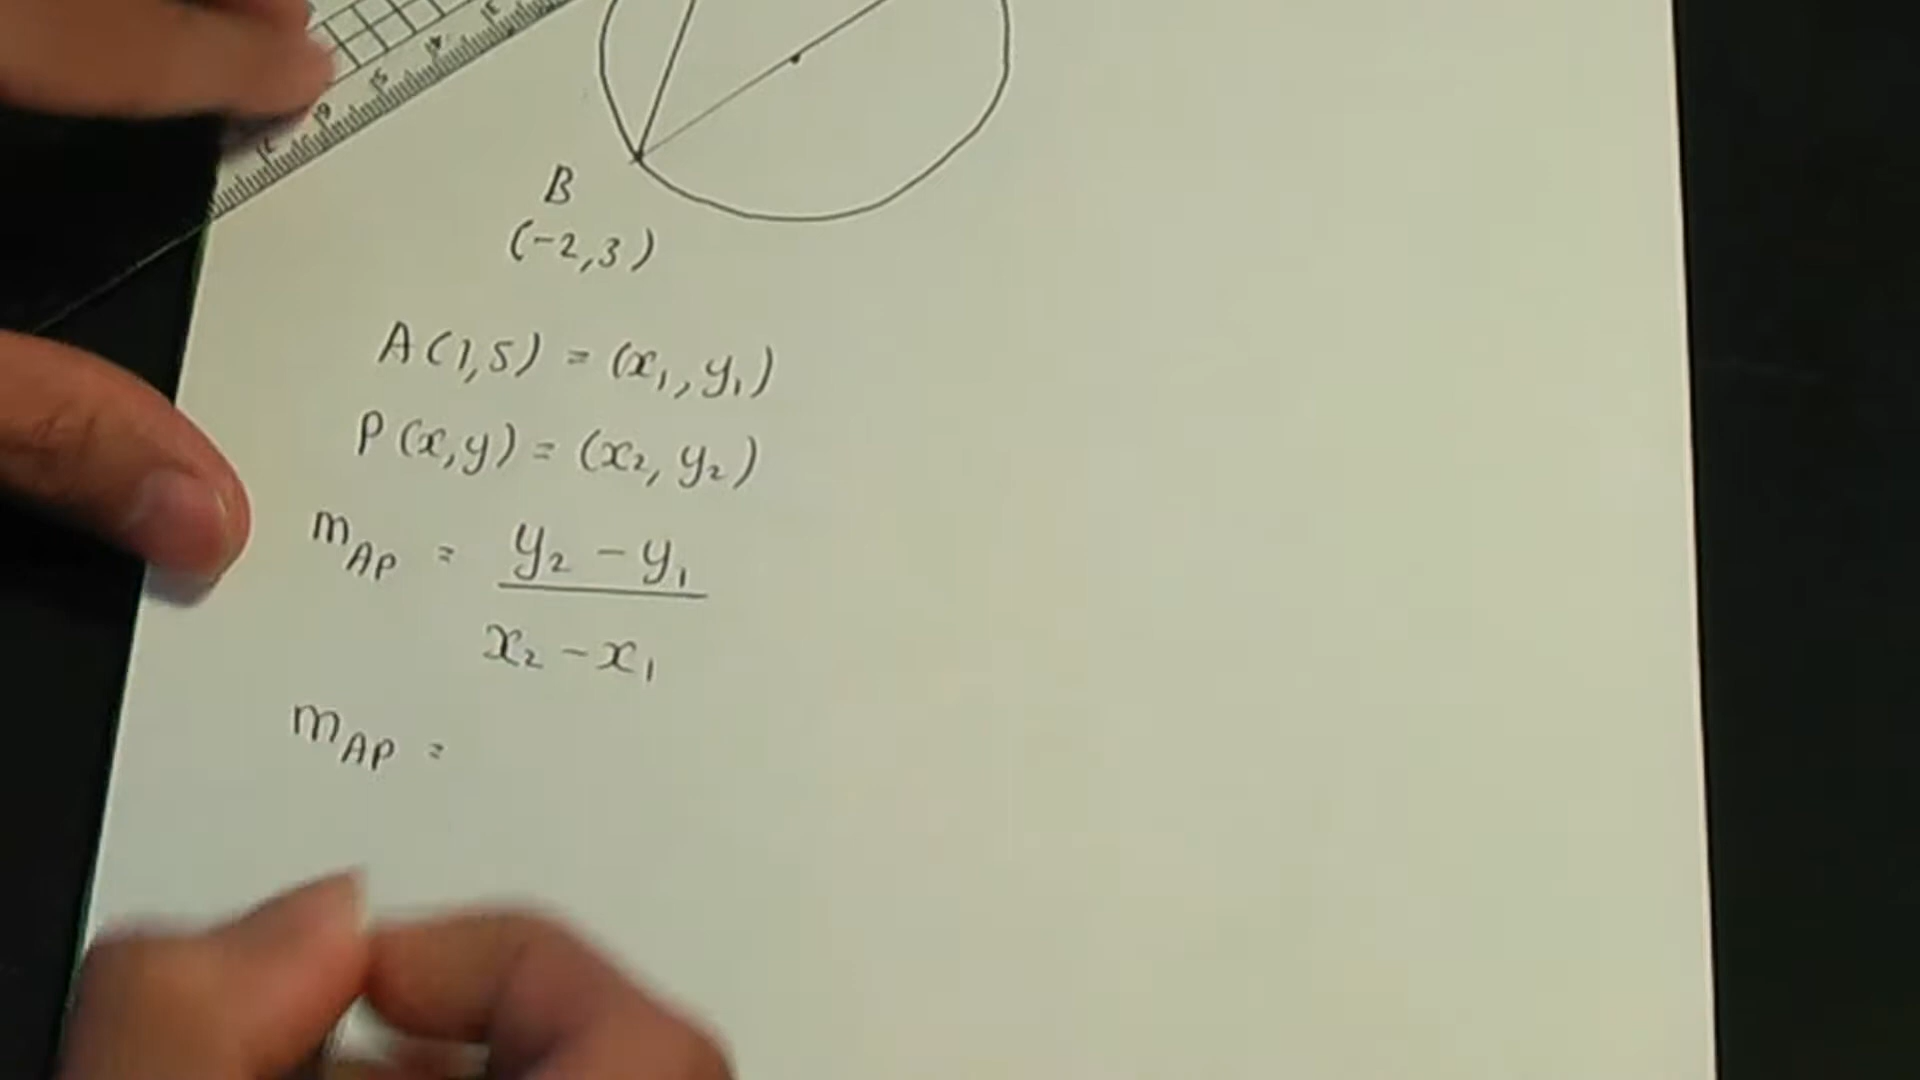 B
(-2,3)
A(1,5) = (x₁,y₁)
P(x,y) = (x₂,y₂)
m_AP = y₂ - y₁
x₂ - x₁
m_AP =